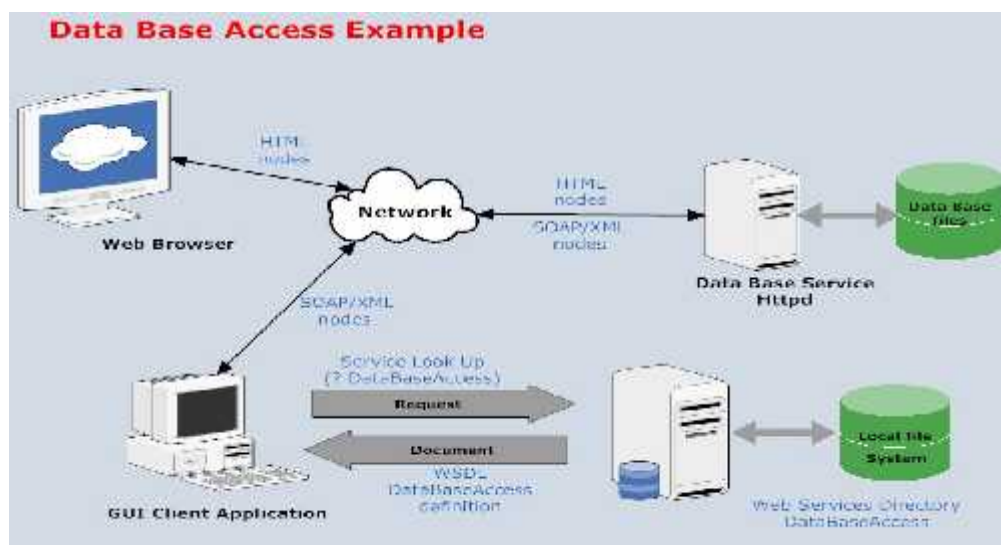 Data Base Access Example
HTML
nodes
Network
Web Browser
HTML
nodes
SOAP/XML
nodes
Data Base
files
Data Base Service
Httpd
SOAP/XML
nodes
Service Look Up
(? DataBaseAccess)
Request
Document
WSDL
DataBaseAccess
definition
GUI Client Application
Local file
System
Web Services Directory
DataBaseAccess